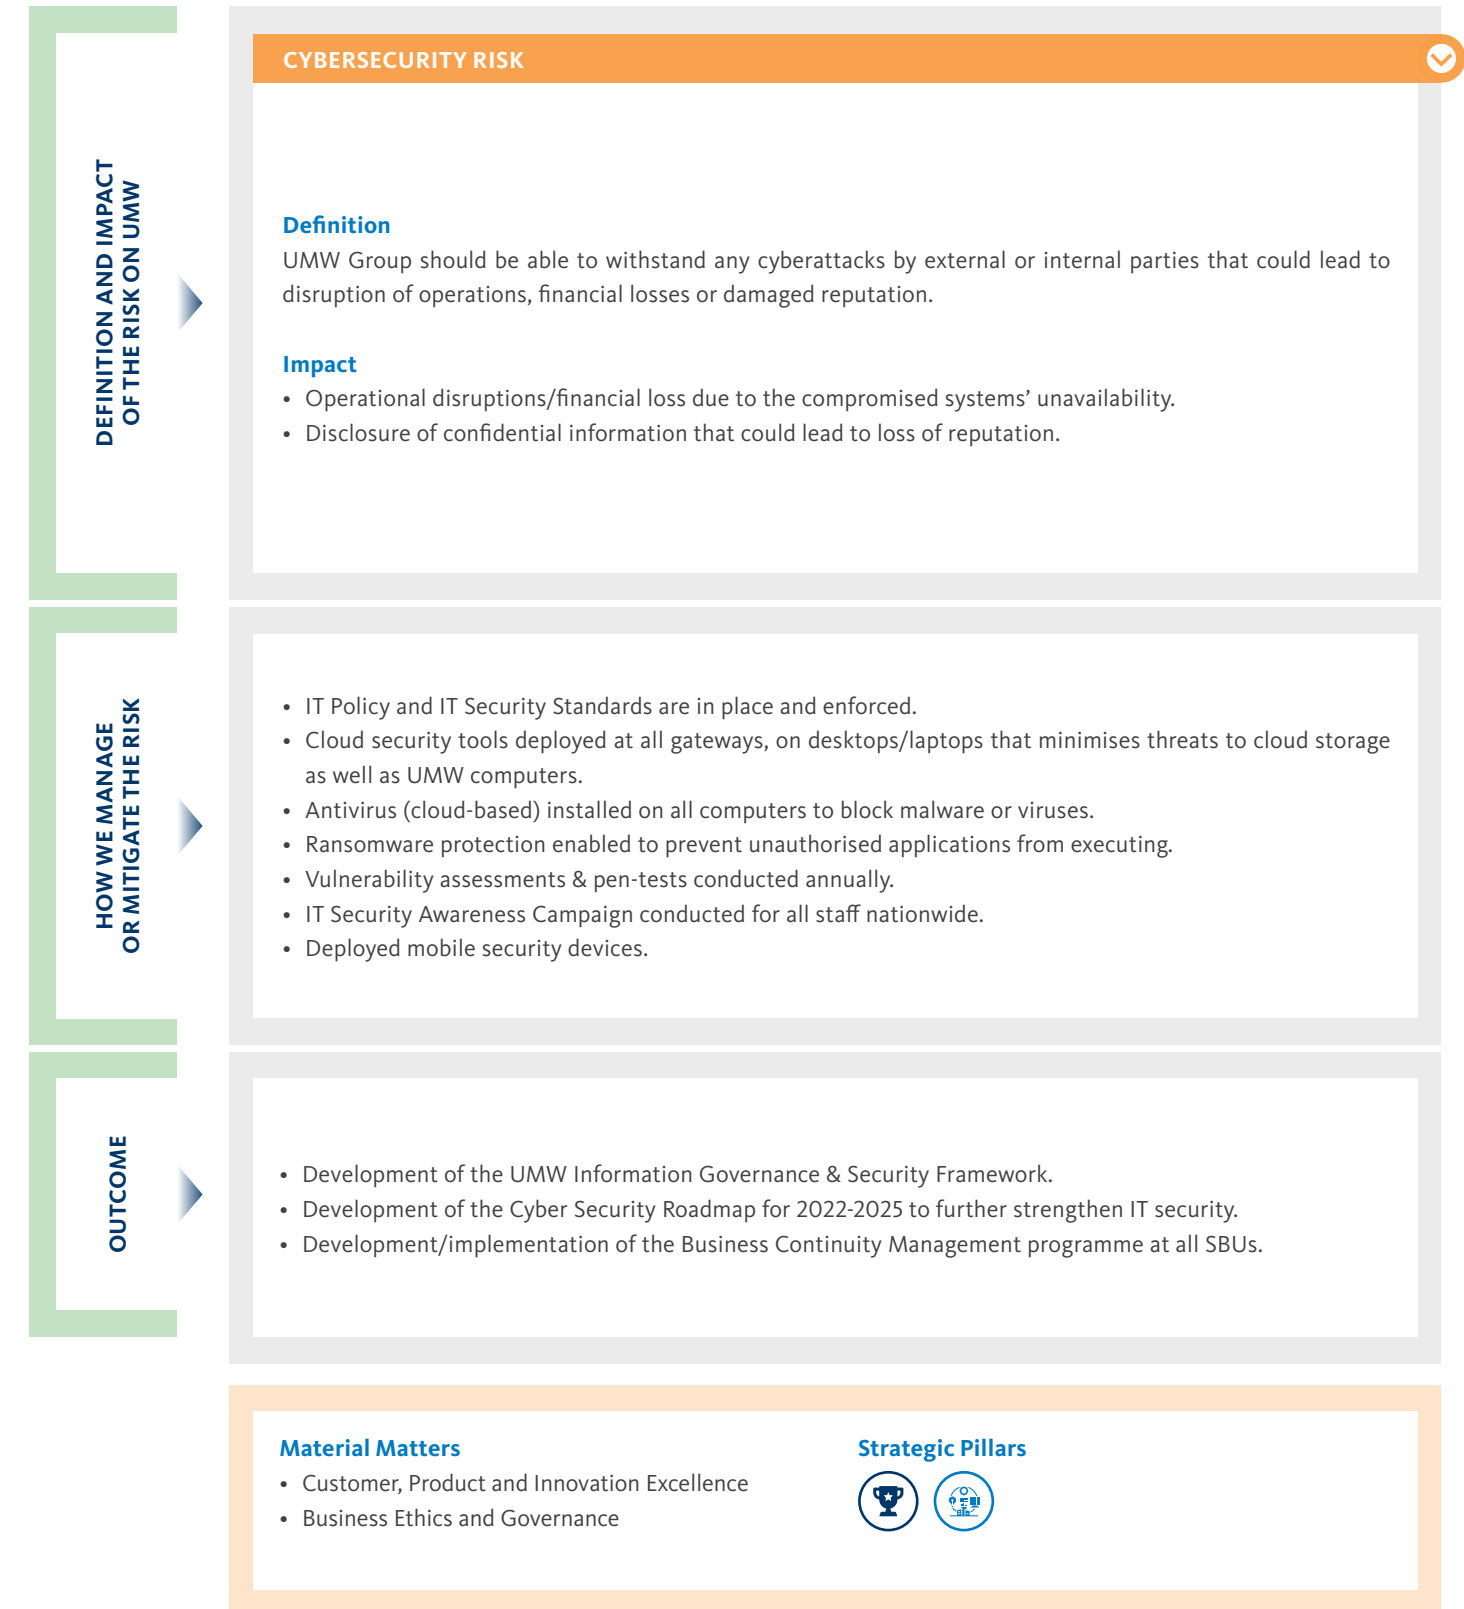 CYBERSECURITY RISK
DEFINITION AND IMPACT
OF THE RISK ON UMW
Definition
UMW Group should be able to withstand any cyberattacks by external or internal parties that could lead to
disruption of operations, financial losses or damaged reputation.
Impact
• Operational disruptions/financial loss due to the compromised systems’ unavailability.
• Disclosure of confidential information that could lead to loss of reputation.
HOW WE MANAGE
OR MITIGATE THE RISK
• IT Policy and IT Security Standards are in place and enforced.
• Cloud security tools deployed at all gateways, on desktops/laptops that minimises threats to cloud storage
as well as UMW computers.
• Antivirus (cloud-based) installed on all computers to block malware or viruses.
• Ransomware protection enabled to prevent unauthorised applications from executing.
• Vulnerability assessments & pen-tests conducted annually.
• IT Security Awareness Campaign conducted for all staff nationwide.
• Deployed mobile security devices.
OUTCOME
• Development of the UMW Information Governance & Security Framework.
• Development of the Cyber Security Roadmap for 2022-2025 to further strengthen IT security.
• Development/implementation of the Business Continuity Management programme at all SBUs.
Material Matters
• Customer, Product and Innovation Excellence
• Business Ethics and Governance
Strategic Pillars